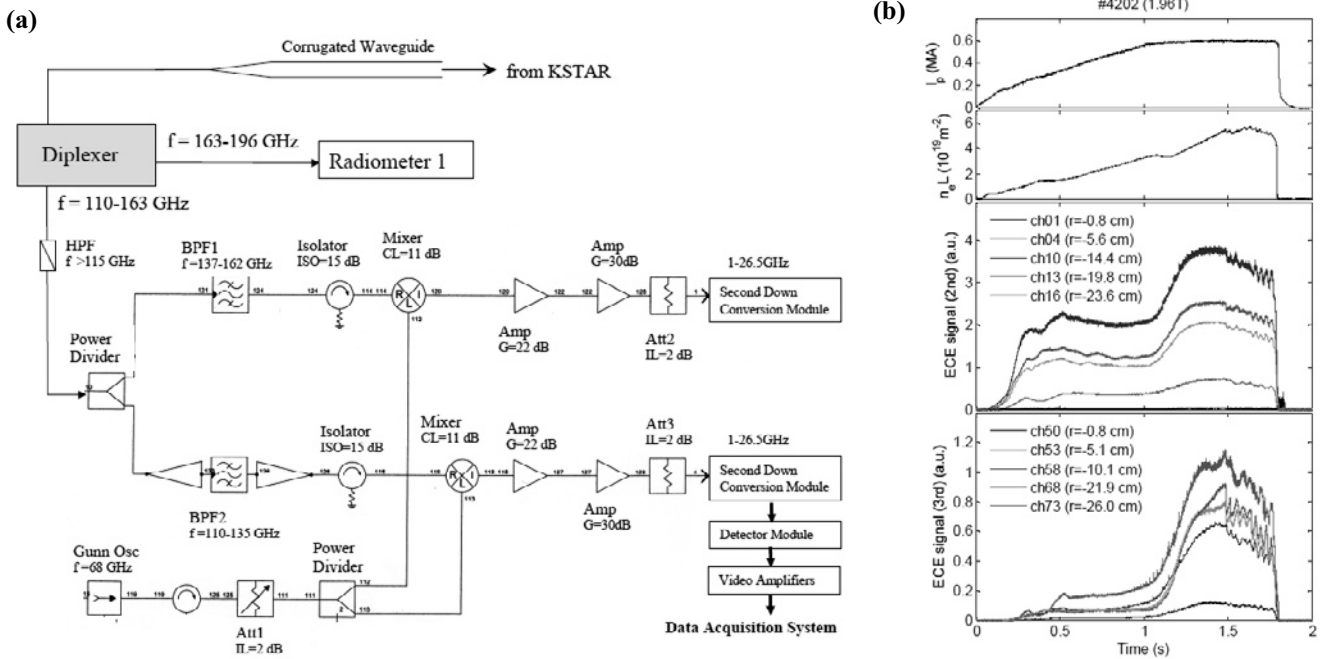 (a)
Corrugated Waveguide
from KSTAR
Diplexer
f = 163-196 GHz
Radiometer 1
f = 110-163 GHz
HPF
f >115 GHz
BPF1
f=137-162 GHz
Isolator
ISO=15 dB
Mixer
CL=11 dB
R I
L
Amp
G=22 dB
Amp
G=30dB
Att2
IL=2 dB
1-26.5GHz
Second Down
Conversion Module
Power
Divider
BPF2
f=110-135 GHz
Isolator
ISO=15 dB
Mixer
CL=11 dB
R I
L
Amp
G=22 dB
Amp
G=30dB
Att3
IL=2 dB
1-26.5GHz
Second Down
Conversion Module
Detector Module
Video Amplifiers
Data Acquisition System
Gunn Osc
f=68 GHz
Att1
IL=2 dB
Power
Divider
(b)
#4202 (1.96T)
I_p (MA)
0.6
0.4
0.2
0
n_eL (10^19 m^-2)
6
4
2
0
ECE signal (2nd) (a.u.)
4
3
2
1
0
ch01 (r=-0.8 cm)
ch04 (r=-5.6 cm)
ch10 (r=-14.4 cm)
ch13 (r=-19.8 cm)
ch16 (r=-23.6 cm)
ECE signal (3rd) (a.u.)
1.2
1
0.8
0.6
0.4
0.2
0
ch50 (r=-0.8 cm)
ch53 (r=-5.1 cm)
ch58 (r=-10.1 cm)
ch68 (r=-21.9 cm)
ch73 (r=-26.0 cm)
0 0.5 1 1.5 2
Time (s)